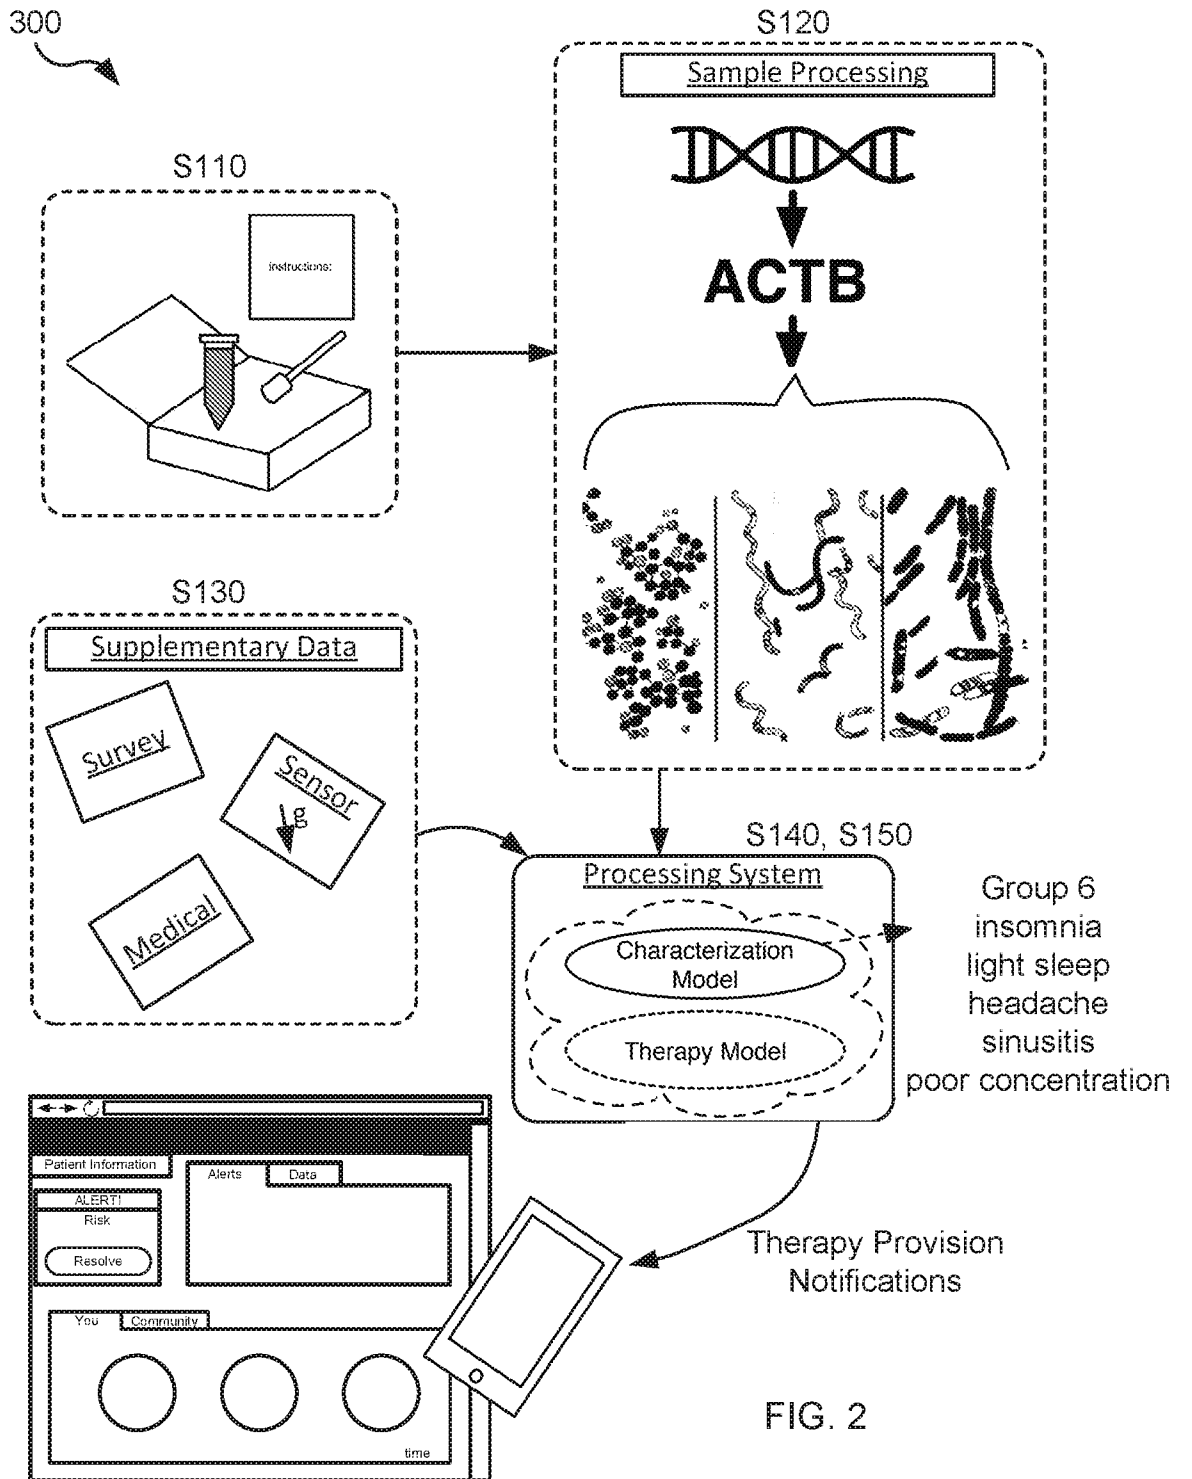 300
S120
Sample Processing
ACTB
S110
instructions:
S130
Supplementary Data
Survey
Sensor
g
Medical
S140, S150
Processing System
Characterization
Model
Therapy Model
Group 6
insomnia
light sleep
headache
sinusitis
poor concentration
Patient Information
ALERT!
Risk
Resolve
Alerts
Data
You
Community
time
Therapy Provision
Notifications
FIG. 2